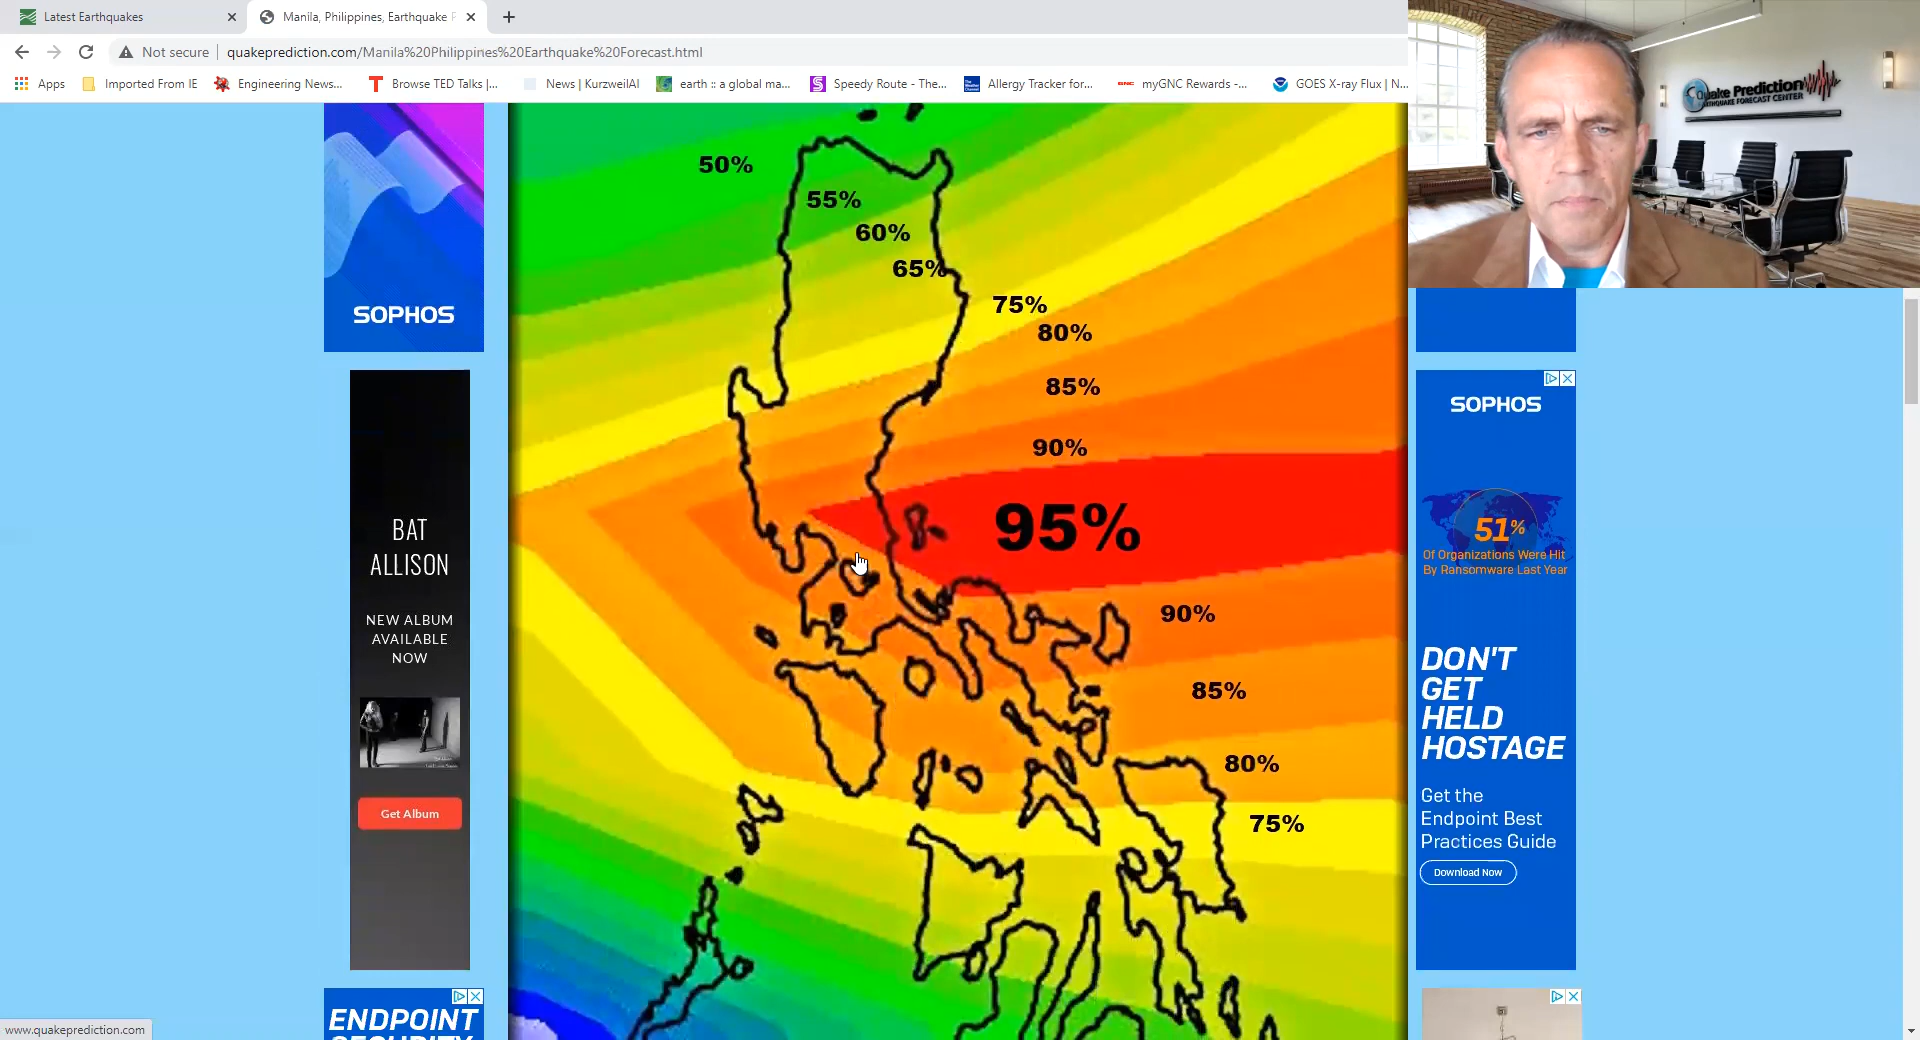 Latest Earthquakes
Manila, Philippines, Earthquake F
Not secure
quakeprediction.com/Manila%20Philippines%20Earthquake%20Forecast.html
Apps
Imported From IE
Engineering News...
Browse TED Talks |...
News | KurzweilAI
earth :: a global ma...
Speedy Route - The...
Allergy Tracker for...
myGNC Rewards -...
GOES X-ray Flux | N...
Quake Prediction
EARTHQUAKE FORECAST CENTER
SOPHOS
BAT
ALLISON
NEW ALBUM
AVAILABLE
NOW
Get Album
ENDPOINT
SECURITY
50%
55%
60%
65%
75%
80%
85%
90%
95%
90%
85%
80%
75%
SOPHOS
51%
Of Organizations Were Hit
By Ransomware Last Year
DON'T
GET
HELD
HOSTAGE
Get the
Endpoint Best
Practices Guide
Download Now
www.quakeprediction.com